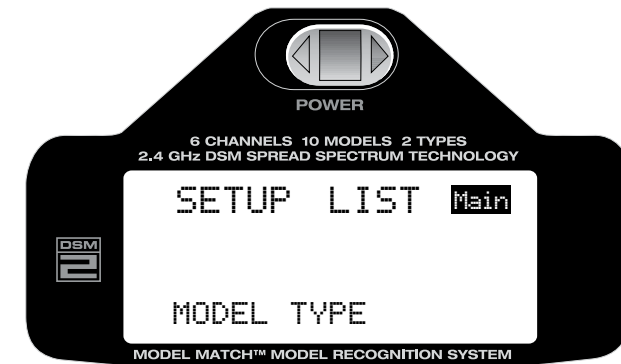 POWER
6 CHANNELS 10 MODELS 2 TYPES
2.4 GHz DSM SPREAD SPECTRUM TECHNOLOGY
SETUP LIST Main
DSM
2
MODEL TYPE
MODEL MATCH™ MODEL RECOGNITION SYSTEM